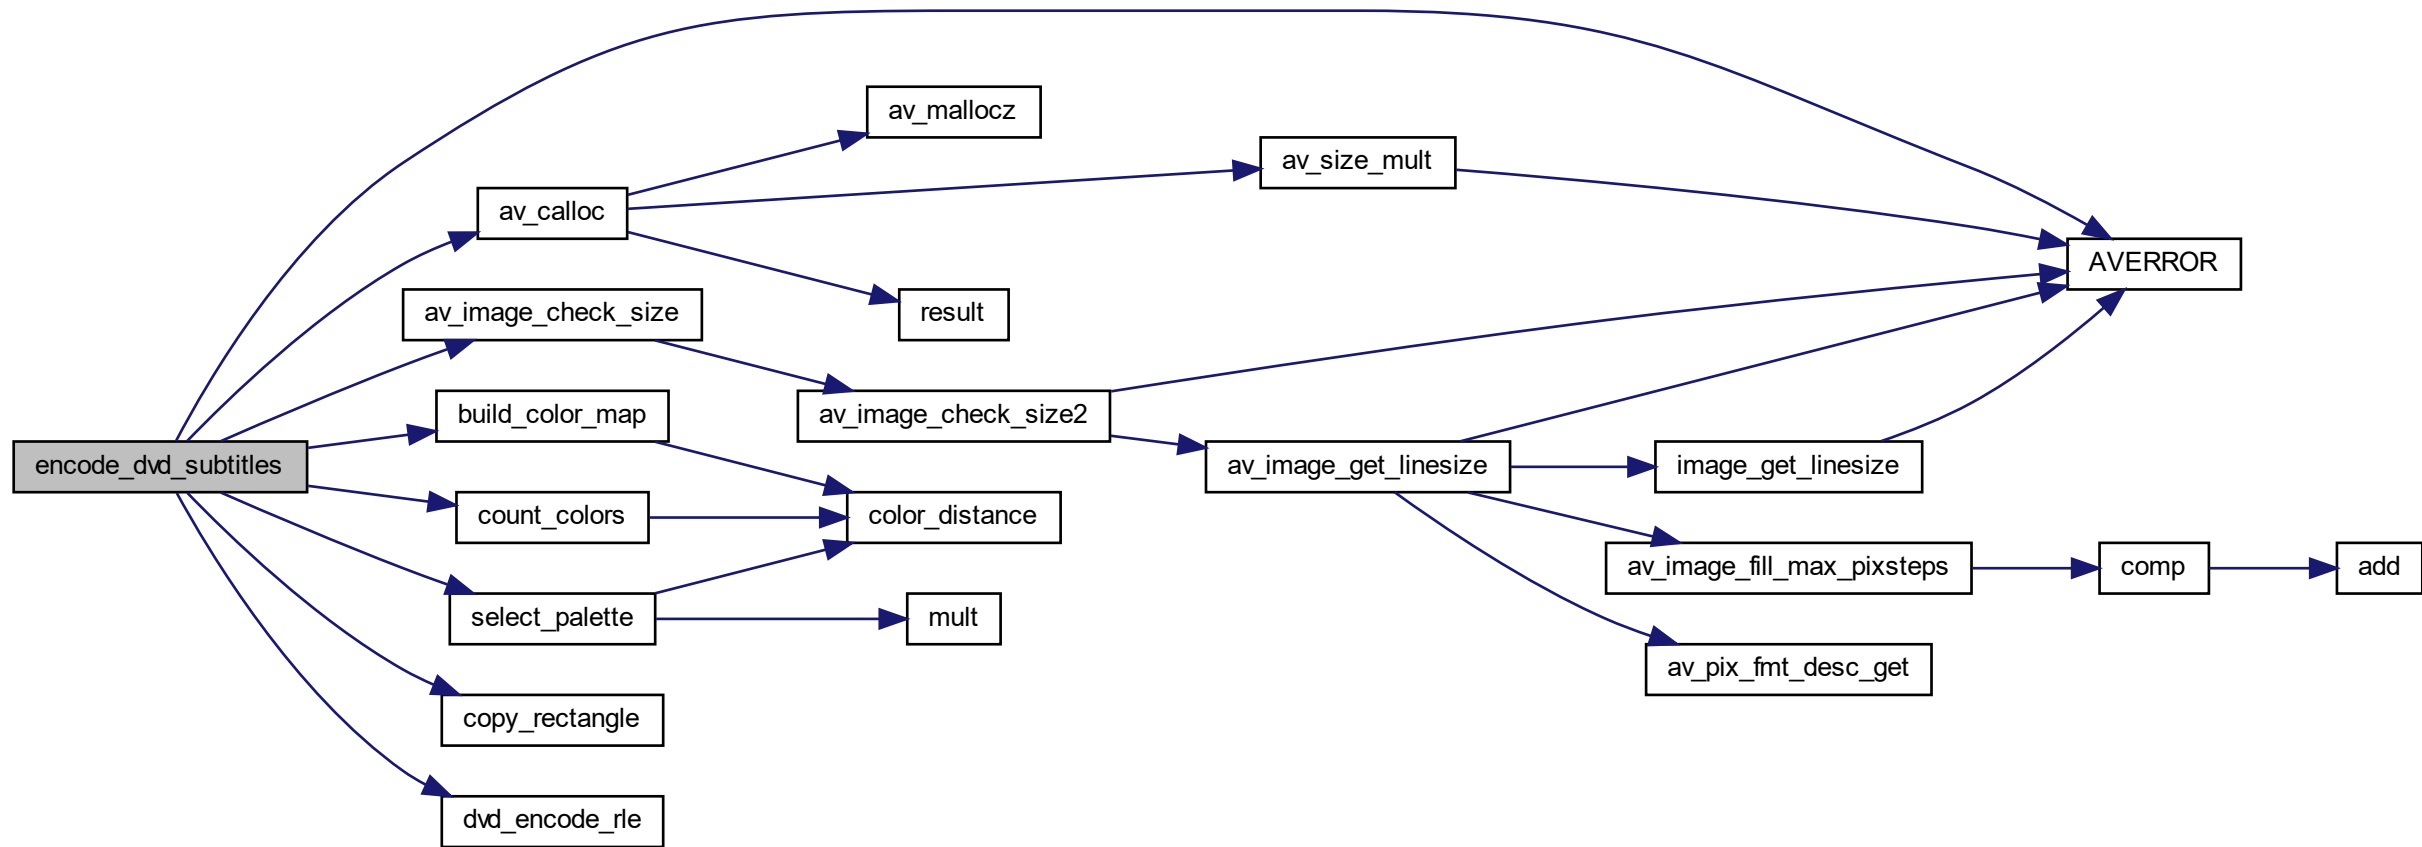 av_mallocz
av_size_mult
av_calloc
AVERROR
av_image_check_size
result
build_color_map
av_image_check_size2
encode_dvd_subtitles
av_image_get_linesize
image_get_linesize
count_colors
color_distance
av_image_fill_max_pixsteps
comp
add
select_palette
mult
av_pix_fmt_desc_get
copy_rectangle
dvd_encode_rle